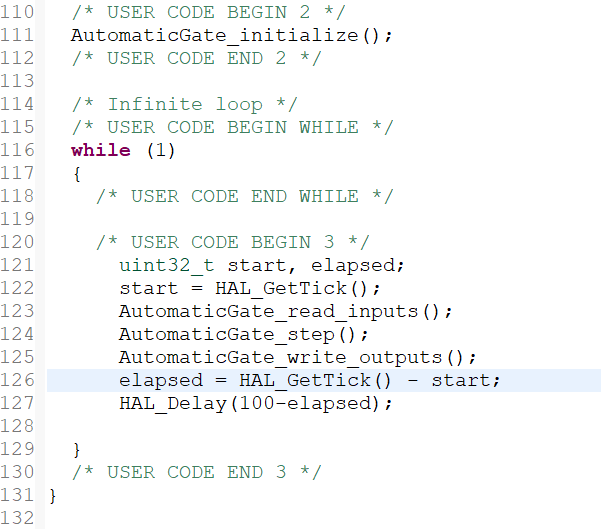 110 /* USER CODE BEGIN 2 */
111 AutomaticGate_initialize();
112 /* USER CODE END 2 */
113
114 /* Infinite loop */
115 /* USER CODE BEGIN WHILE */
116 while (1)
117 {
118 /* USER CODE END WHILE */
119
120 /* USER CODE BEGIN 3 */
121 uint32_t start, elapsed;
122 start = HAL_GetTick();
123 AutomaticGate_read_inputs();
124 AutomaticGate_step();
125 AutomaticGate_write_outputs();
126 elapsed = HAL_GetTick() - start;
127 HAL_Delay(100-elapsed);
128
129 }
130 /* USER CODE END 3 */
131 }
132